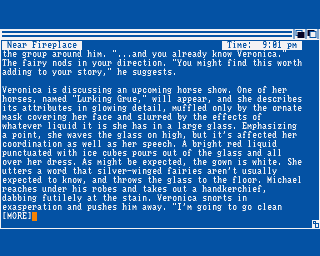 Near Fireplace Time: 9:01 pm
the group around him. "...and you already know Veronica."
The fairy nods in your direction. "You might find this worth
adding to your story," he suggests.
Veronica is discussing an upcoming horse show. One of her
horses, named "Lurking Grue," will appear, and she describes
its attributes in glowing detail, muffled only by the ornate
mask covering her face and slurred by the effects of
whatever liquid it is she has in a large glass. Emphasizing
a point, she waves the glass on high, but it's affected her
coordination as well as her speech. A bright red liquid
punctuated with ice cubes pours out of the glass and all
over her dress. As might be expected, the gown is white. She
utters a word that silver-winged fairies aren't usually
expected to know, and throws the glass to the floor. Michael
reaches under his robes and takes out a handkerchief,
dabbing futilely at the stain. Veronica snorts in
exasperation and pushes him away. "I'm going to go clean
[MORE]